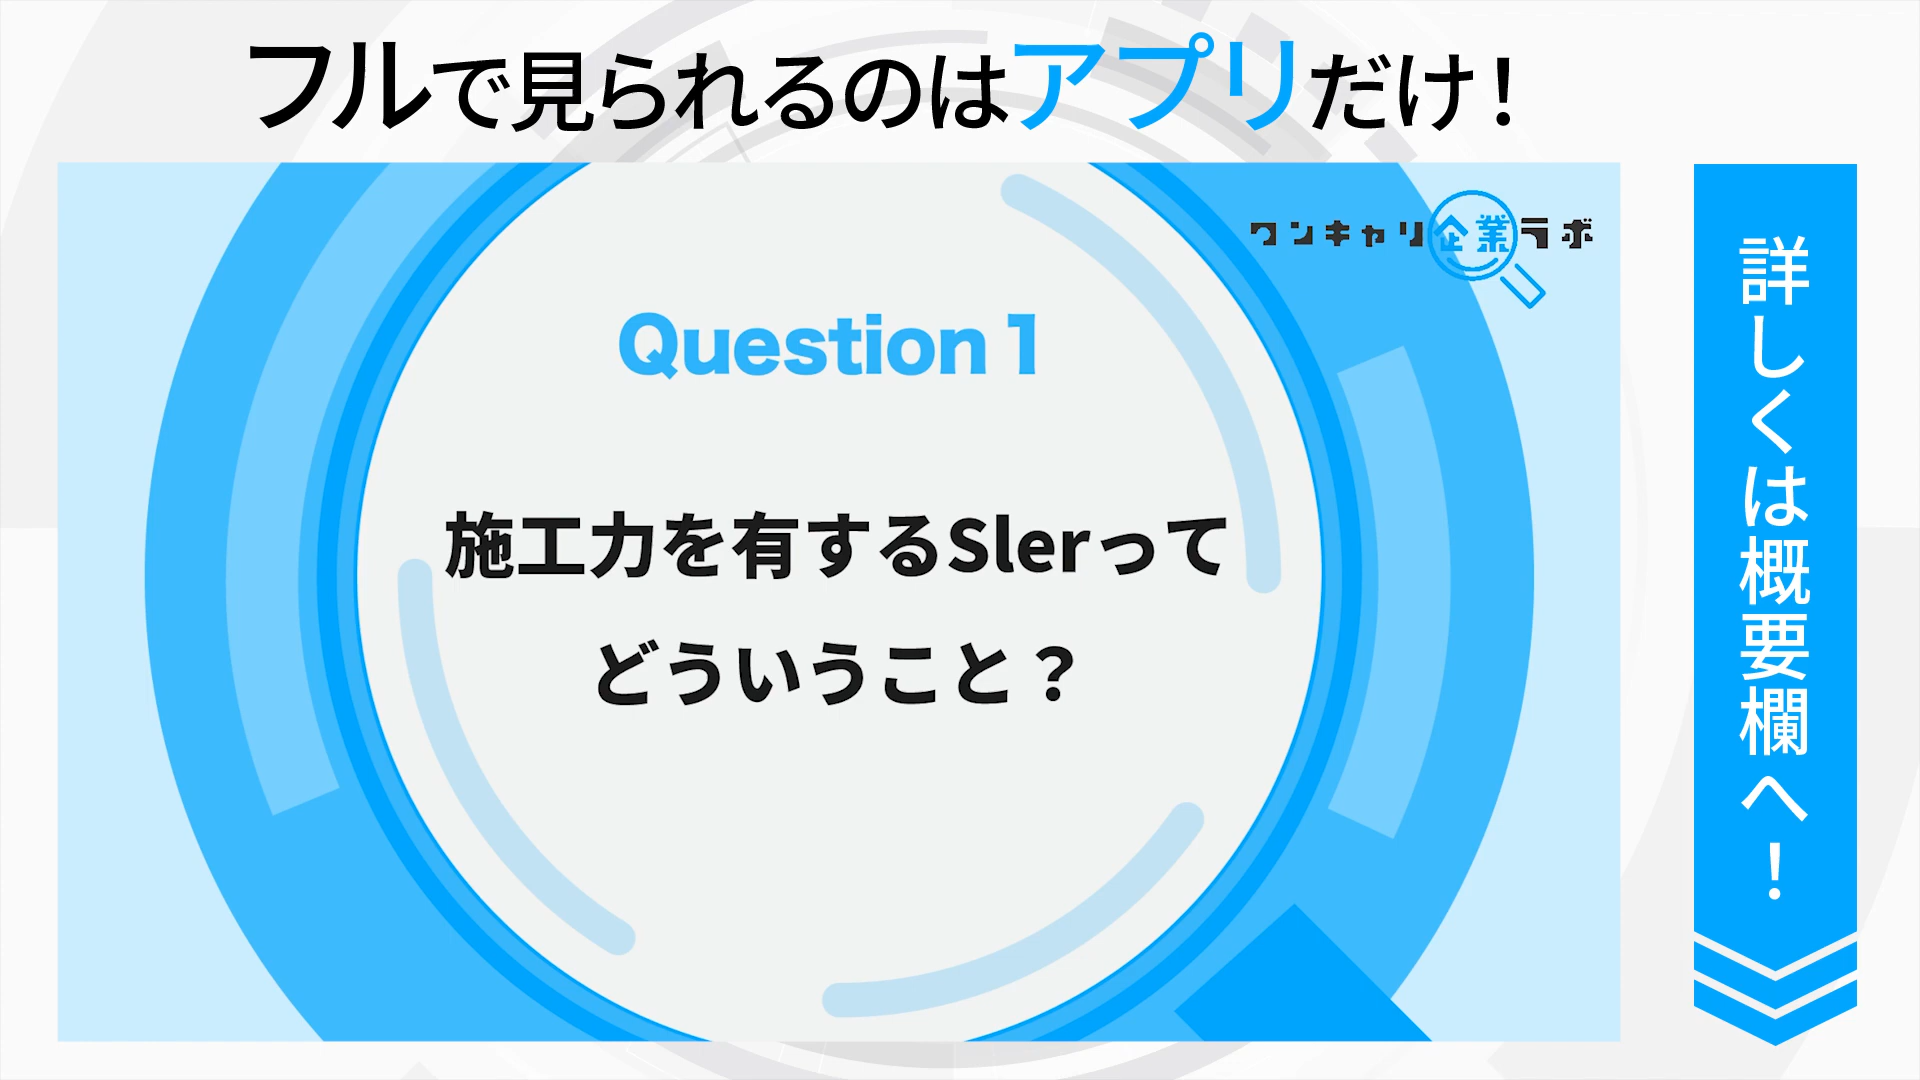 フルで見られるのはアプリだけ!
ワンキャリ企業ラボ
Question 1
施工力を有するSlerって
どういうこと?
詳しくは概要欄へ!